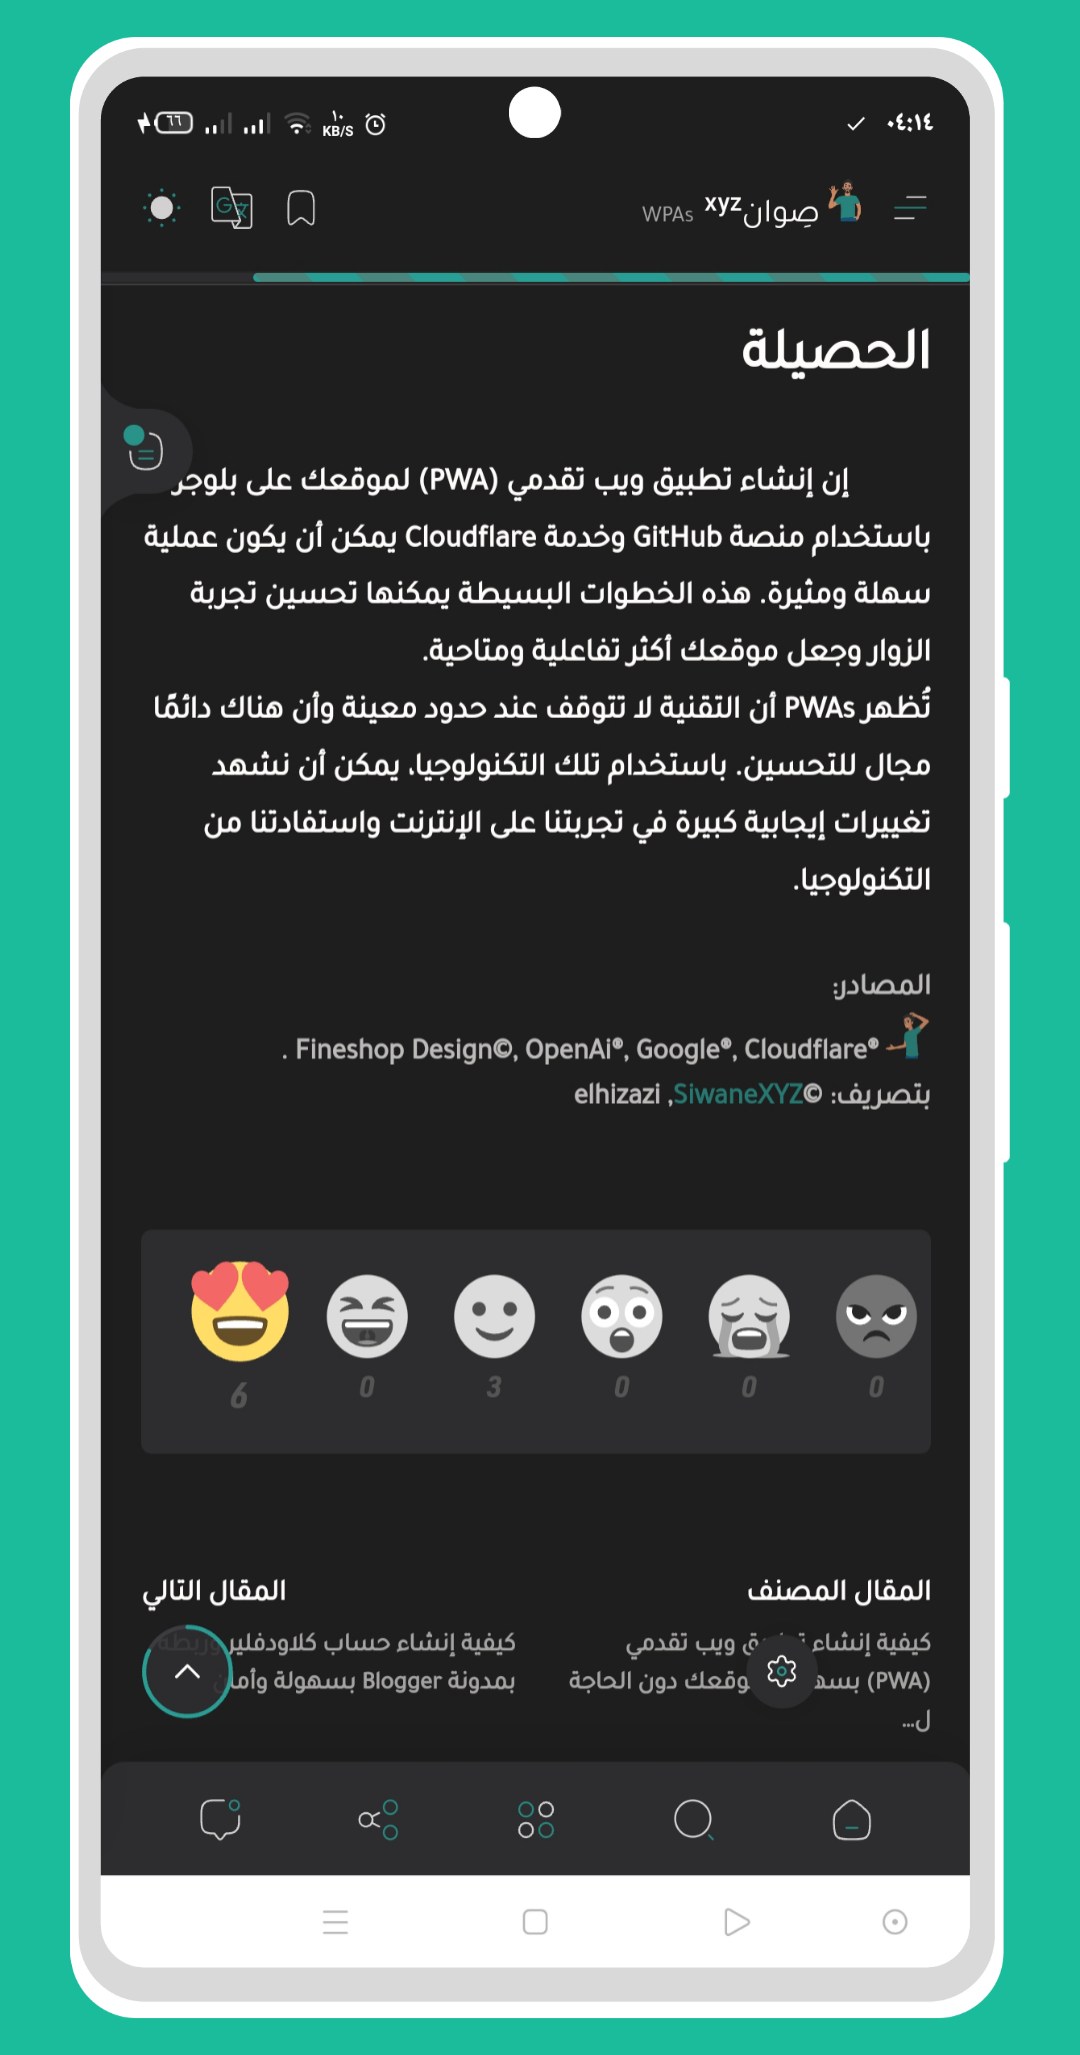 ٠٤:١٤
١٠
KB/S
٦٦
صِوان xyz WPAs
الحصيلة
إن إنشاء تطبيق ويب تقدمي (PWA) لموقعك على بلوجر
باستخدام منصة GitHub وخدمة Cloudflare يمكن أن يكون عملية
سهلة ومثيرة. هذه الخطوات البسيطة يمكنها تحسين تجربة
الزوار وجعل موقعك أكثر تفاعلية ومتاحية.
تُظهر PWAs أن التقنية لا تتوقف عند حدود معينة وأن هناك دائمًا
مجال للتحسين. باستخدام تلك التكنولوجيا، يمكن أن نشهد
تغييرات إيجابية كبيرة في تجربتنا على الإنترنت واستفادتنا من
التكنولوجيا.
المصادر:
. Fineshop Design©, OpenAi®, Google®, Cloudflare®
بتصريف: ©SiwaneXYZ, elhizazi
6
0
3
0
0
0
المقال المصنف
كيفية إنشاء تطبيق ويب تقدمي
(PWA) دون الحاجة
ل...
المقال التالي
كيفية إنشاء حساب كلاودفلير وربطه
بمدونة Blogger بسهولة وأمان